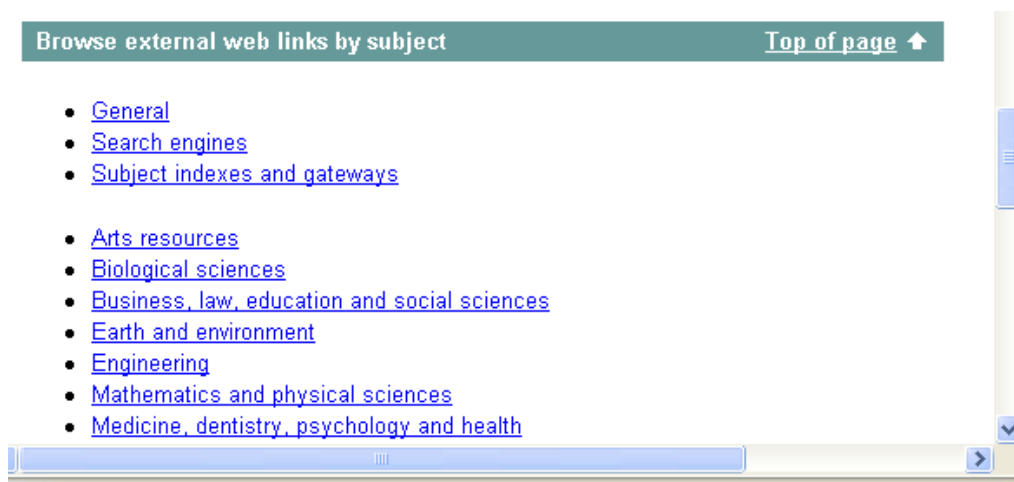 Browse external web links by subject Top of page
General
Search engines
Subject indexes and gateways
Arts resources
Biological sciences
Business, law, education and social sciences
Earth and environment
Engineering
Mathematics and physical sciences
Medicine, dentistry, psychology and health